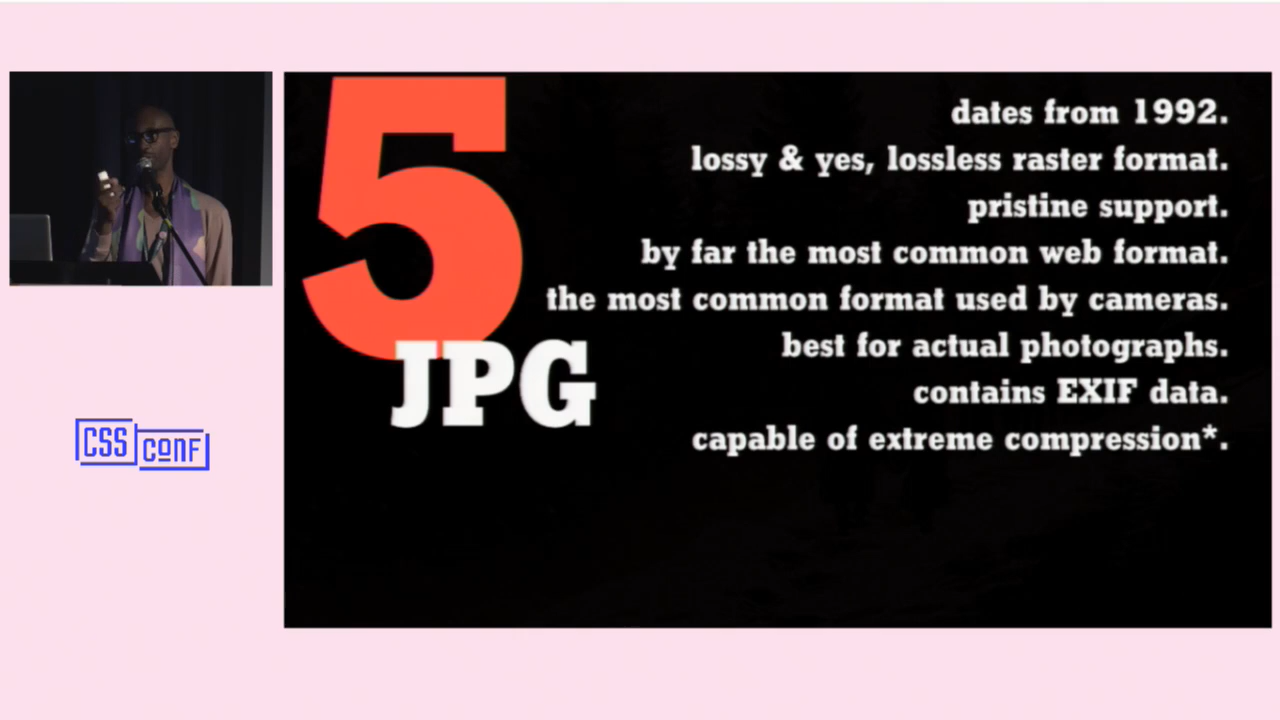 5
JPG
dates from 1992.
lossy & yes, lossless raster format.
pristine support.
by far the most common web format.
the most common format used by cameras.
best for actual photographs.
contains EXIF data.
capable of extreme compression*.
CSS
CONF